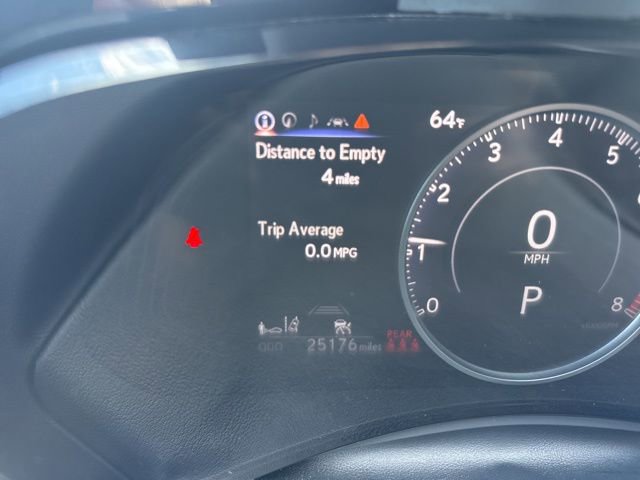 64°F
Distance to Empty
4 miles
Trip Average
0.0 MPG
ODO 25176 miles
REAR
0
1
2
3
4
5
8
0
MPH
P